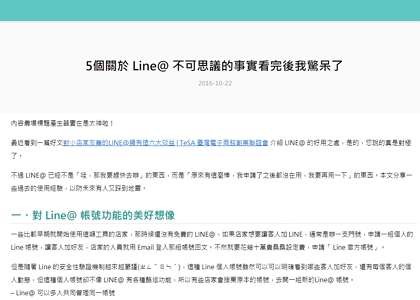 5個關於 Line@ 不可思議的事實看完後我驚呆了
2016-10-22
內容農場標題產生器實在是太神啦！
最近看到一篇好文對小店家友善的LINE@擁有這六大效益 | TeSA 臺灣電子商務創業聯誼會 介紹 LINE@ 的好用之處，是的，您說的真是對極
了。
不過 LINE@ 已經不是「哇，那我要趕快去辦」的東西，而是「原來有這麼棒，我申請了之後都沒在用，我要再用一下」的東西，本文分享一
些過去的使用經驗，以防未來有人又踩到地雷。
一、對 Line@ 帳號功能的美好想像
一些比較早期就開始使用這類工具的店家，那時候還沒有免費的 LINE@，如果店家想要讓客人加 LINE，通常是辦一支門號，申請一組個人的
Line 帳號，讓客人加好友，店家的人員就用 Email 登入那組帳號回文，不然就要花幾十萬費員員設定費，申請「 Line 官方帳號」。
但是隨著 Line 的安全性驗證機制越來越嚴謹，這種 Line 個人帳號雖然可以可以明確看到哪些客人加好友，還有每個客人的個
人動態，但這種個人帳號卻不像 LINE@ 有各種酷炫功能，所以有些店家會捨棄原本的帳號，去開一組新的Line@ 帳號。
– Line@ 可以多人共同管理同一帳號